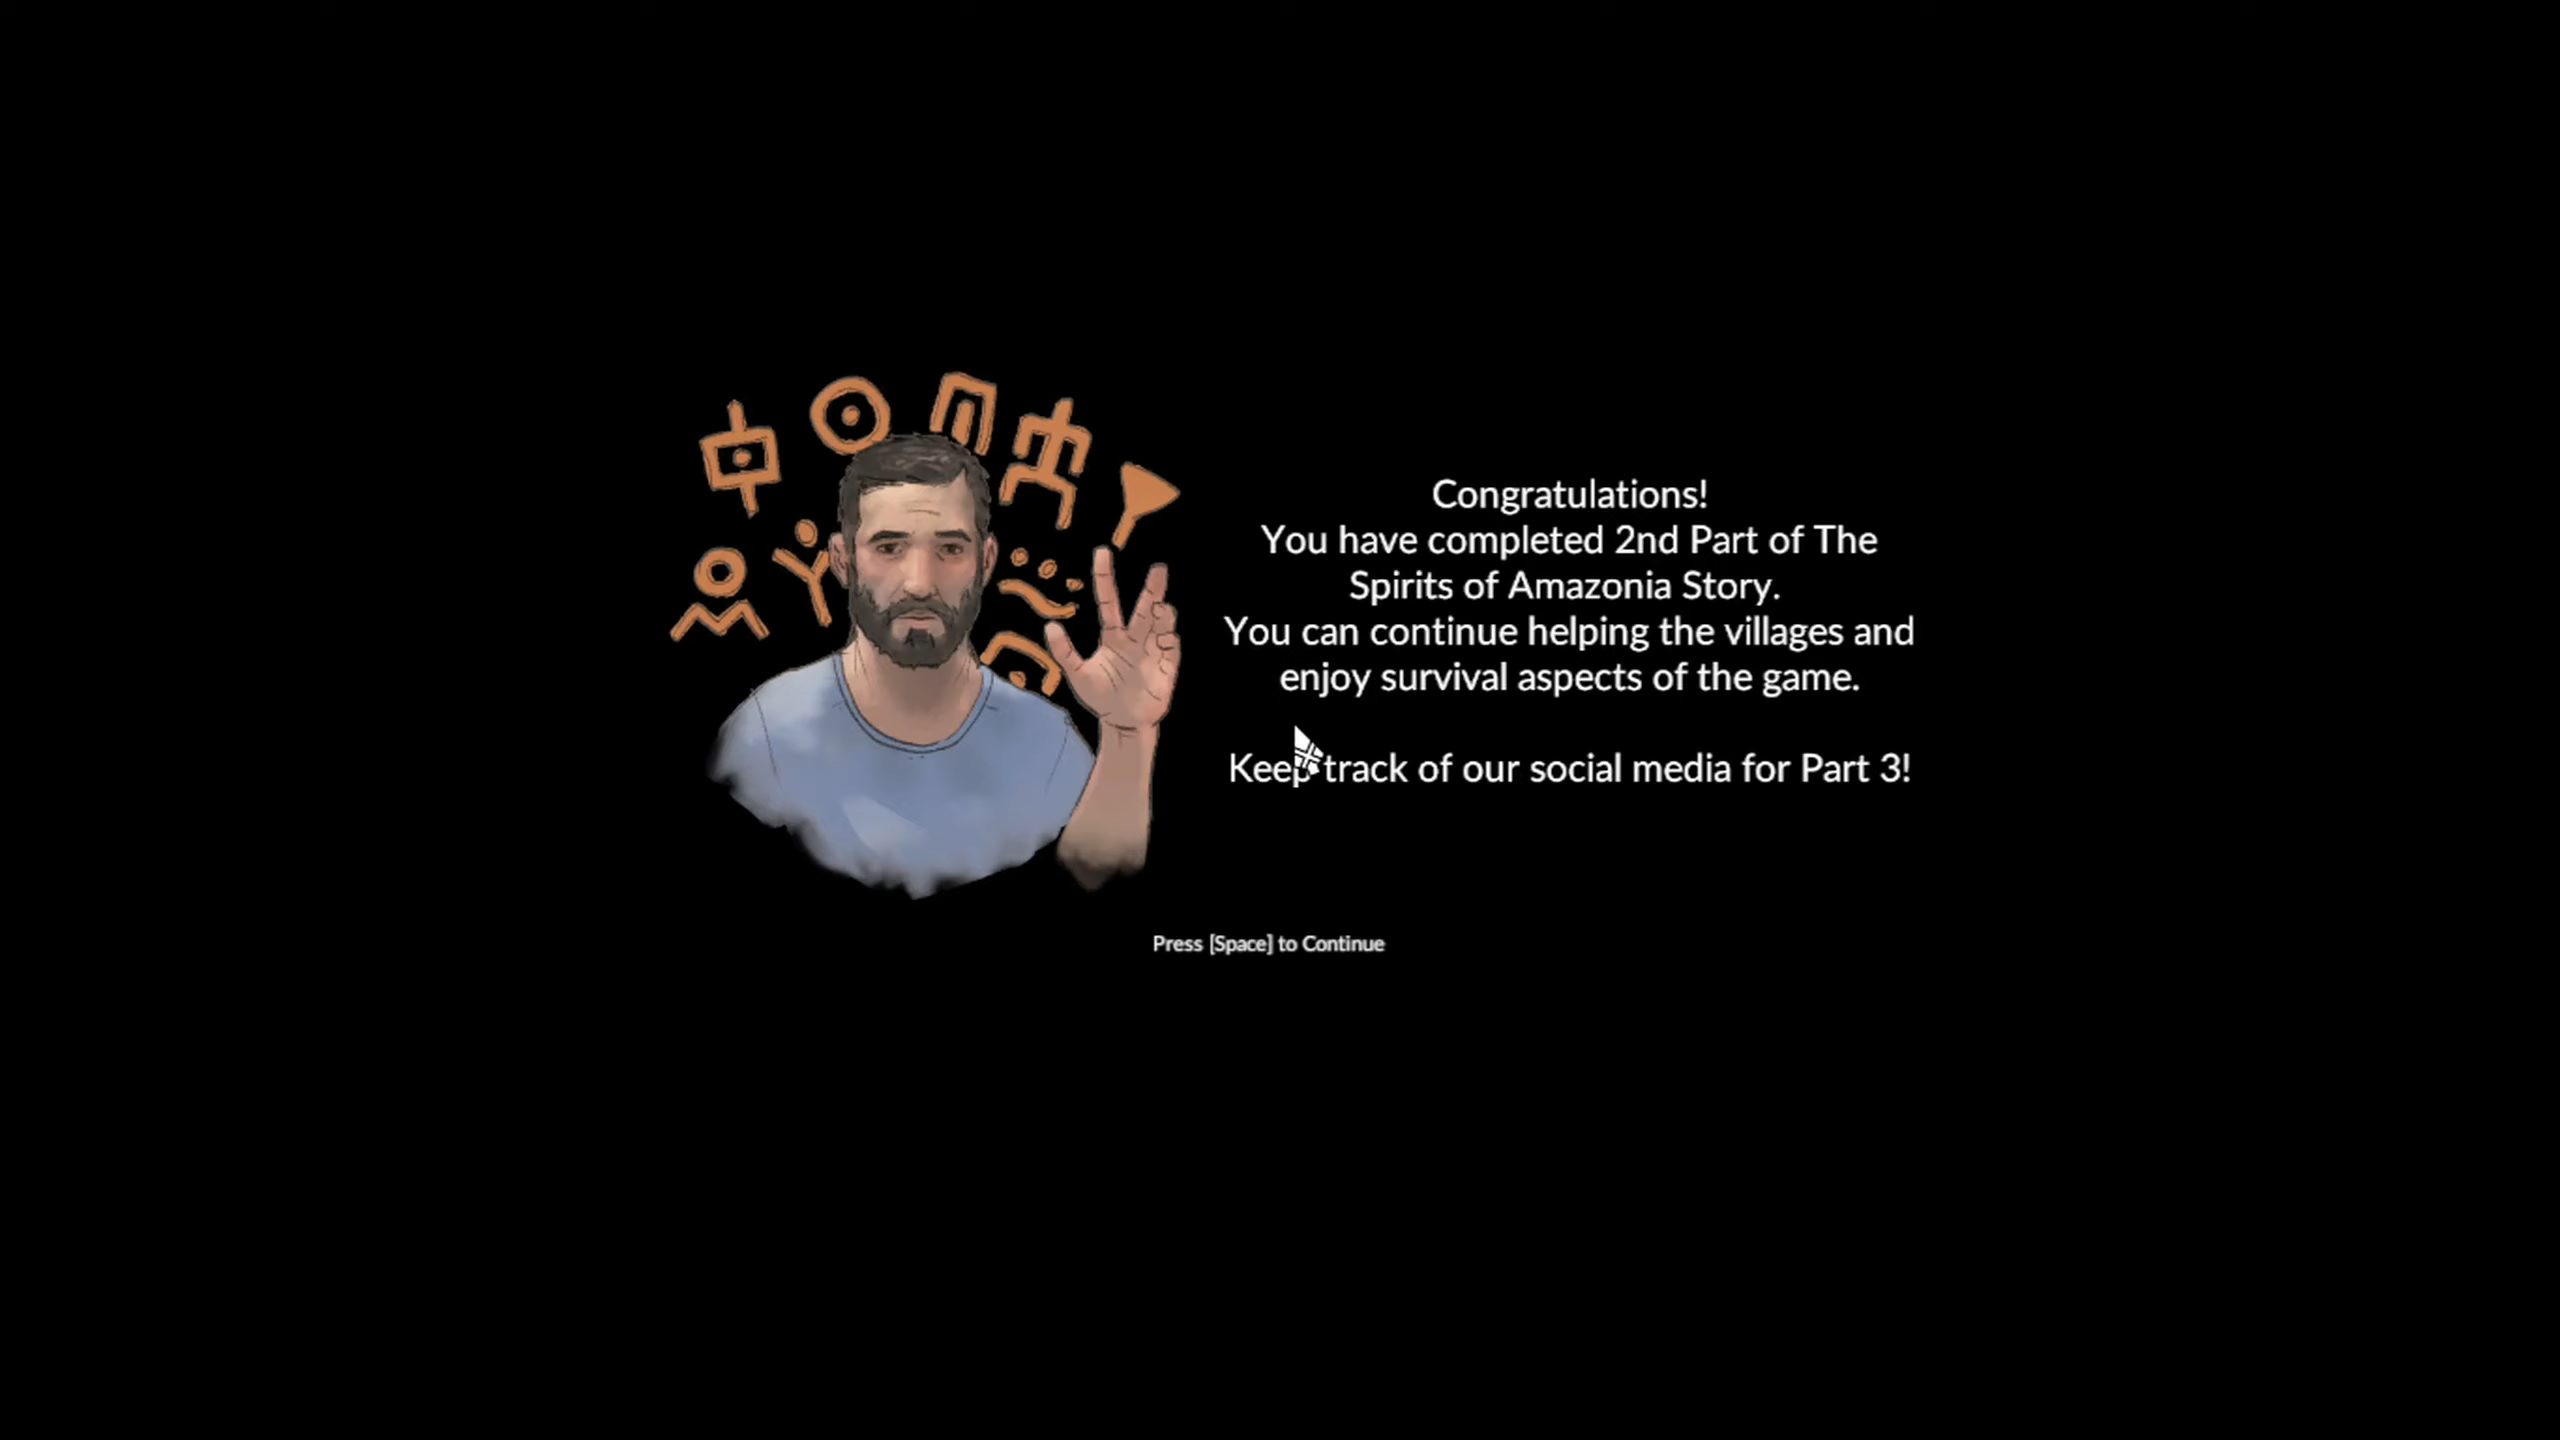 Congratulations!
You have completed 2nd Part of The
Spirits of Amazonia Story.
You can continue helping the villages and
enjoy survival aspects of the game.
Keep track of our social media for Part 3!
Press [Space] to Continue